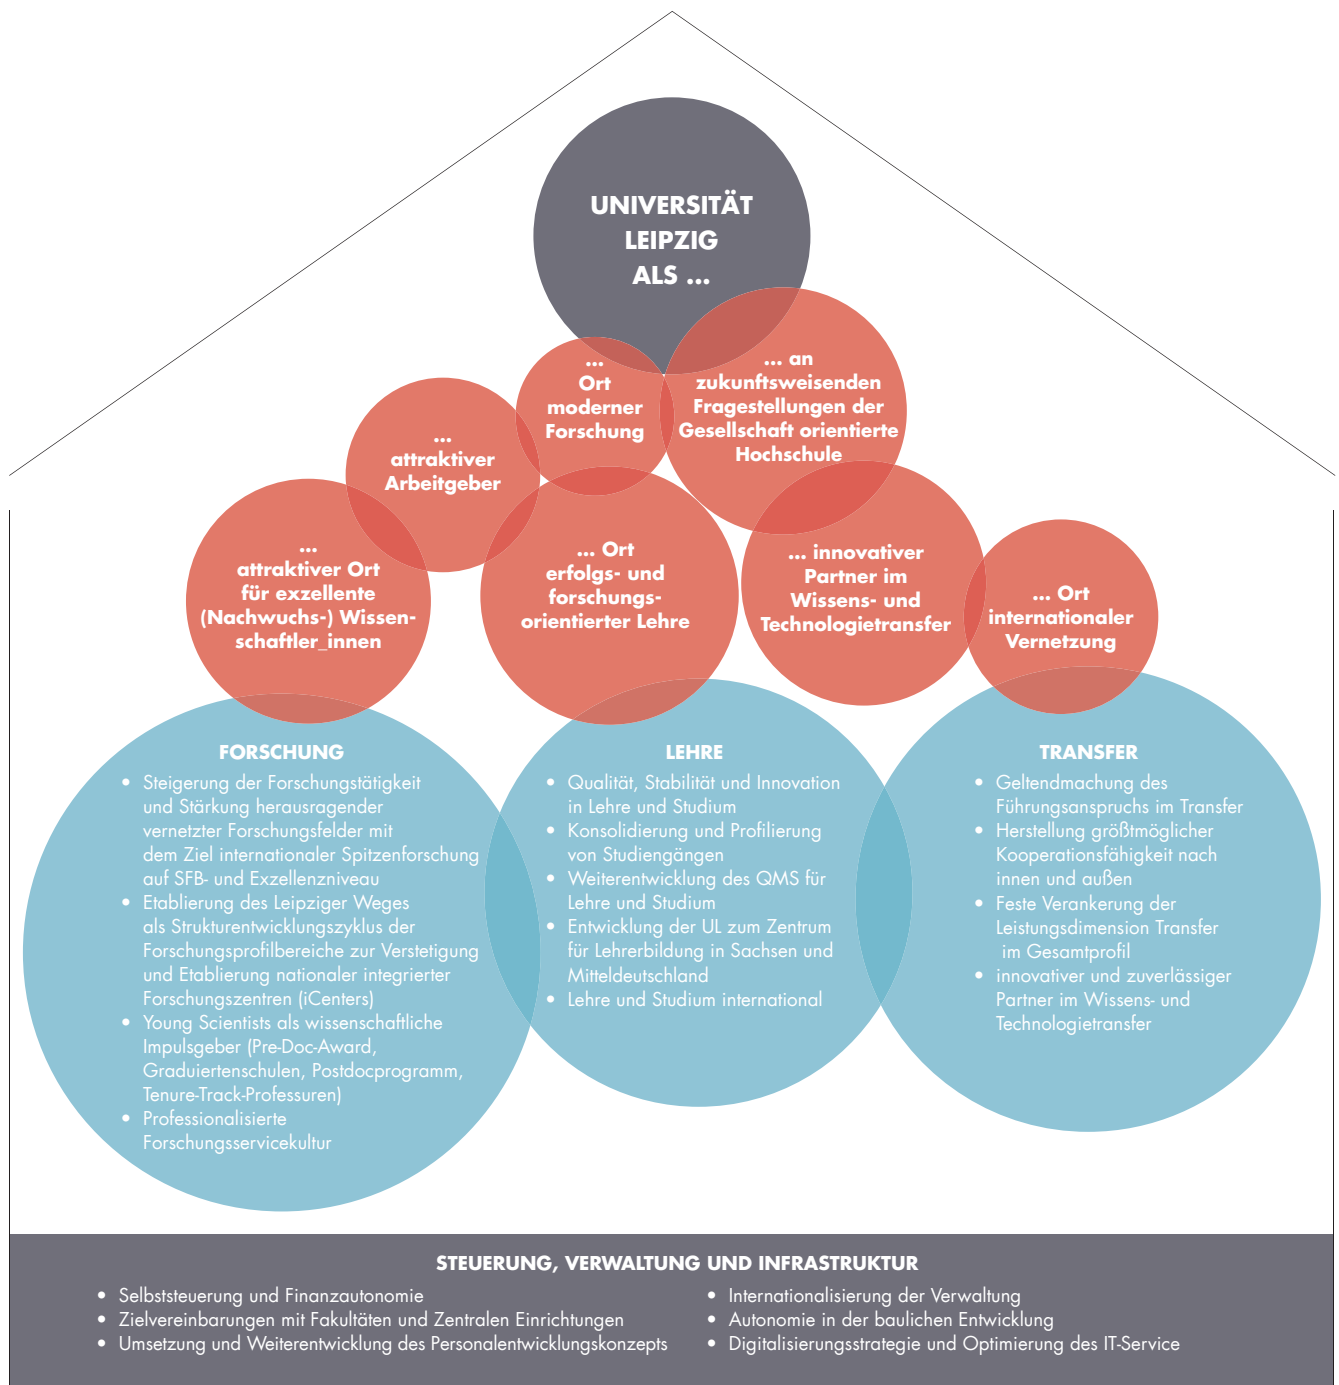 UNIVERSITÄT
LEIPZIG
ALS ...
...
Ort
moderner
Forschung
... an
zukunftsweisenden
Fragestellungen der
Gesellschaft orientierte
Hochschule
...
attraktiver
Arbeitgeber
...
attraktiver Ort
für exzellente
(Nachwuchs-) Wissen-
schaftler_innen
... Ort
erfolgs- und
forschungs-
orientierter Lehre
... innovativer
Partner im
Wissens- und
Technologietransfer
... Ort
internationaler
Vernetzung
FORSCHUNG
• Steigerung der Forschungstätigkeit
und Stärkung herausragender
vernetzter Forschungsfelder mit
dem Ziel internationaler Spitzenforschung
auf SFB- und Exzellenzniveau
• Etablierung des Leipziger Weges
als Strukturentwicklungszyklus der
Forschungsprofilbereiche zur Verstetigung
und Etablierung nationaler integrierter
Forschungszentren (iCenters)
• Young Scientists als wissenschaftliche
Impulsgeber (Pre-Doc-Award,
Graduiertenschulen, Postdocprogramm,
Tenure-Track-Professuren)
• Professionalisierte
Forschungsservicekultur
LEHRE
• Qualität, Stabilität und Innovation
in Lehre und Studium
• Konsolidierung und Profilierung
von Studiengängen
• Weiterentwicklung des QMS für
Lehre und Studium
• Entwicklung der UL zum Zentrum
für Lehrerbildung in Sachsen und
Mitteldeutschland
• Lehre und Studium international
TRANSFER
• Geltendmachung des
Führungsanspruchs im Transfer
• Herstellung größtmöglicher
Kooperationsfähigkeit nach
innen und außen
• Feste Verankerung der
Leistungsdimension Transfer
im Gesamtprofil
• innovativer und zuverlässiger
Partner im Wissens- und
Technologietransfer
STEUERUNG, VERWALTUNG UND INFRASTRUKTUR
• Selbststeuerung und Finanzautonomie
• Zielvereinbarungen mit Fakultäten und Zentralen Einrichtungen
• Umsetzung und Weiterentwicklung des Personalentwicklungskonzepts
• Internationalisierung der Verwaltung
• Autonomie in der baulichen Entwicklung
• Digitalisierungsstrategie und Optimierung des IT-Service